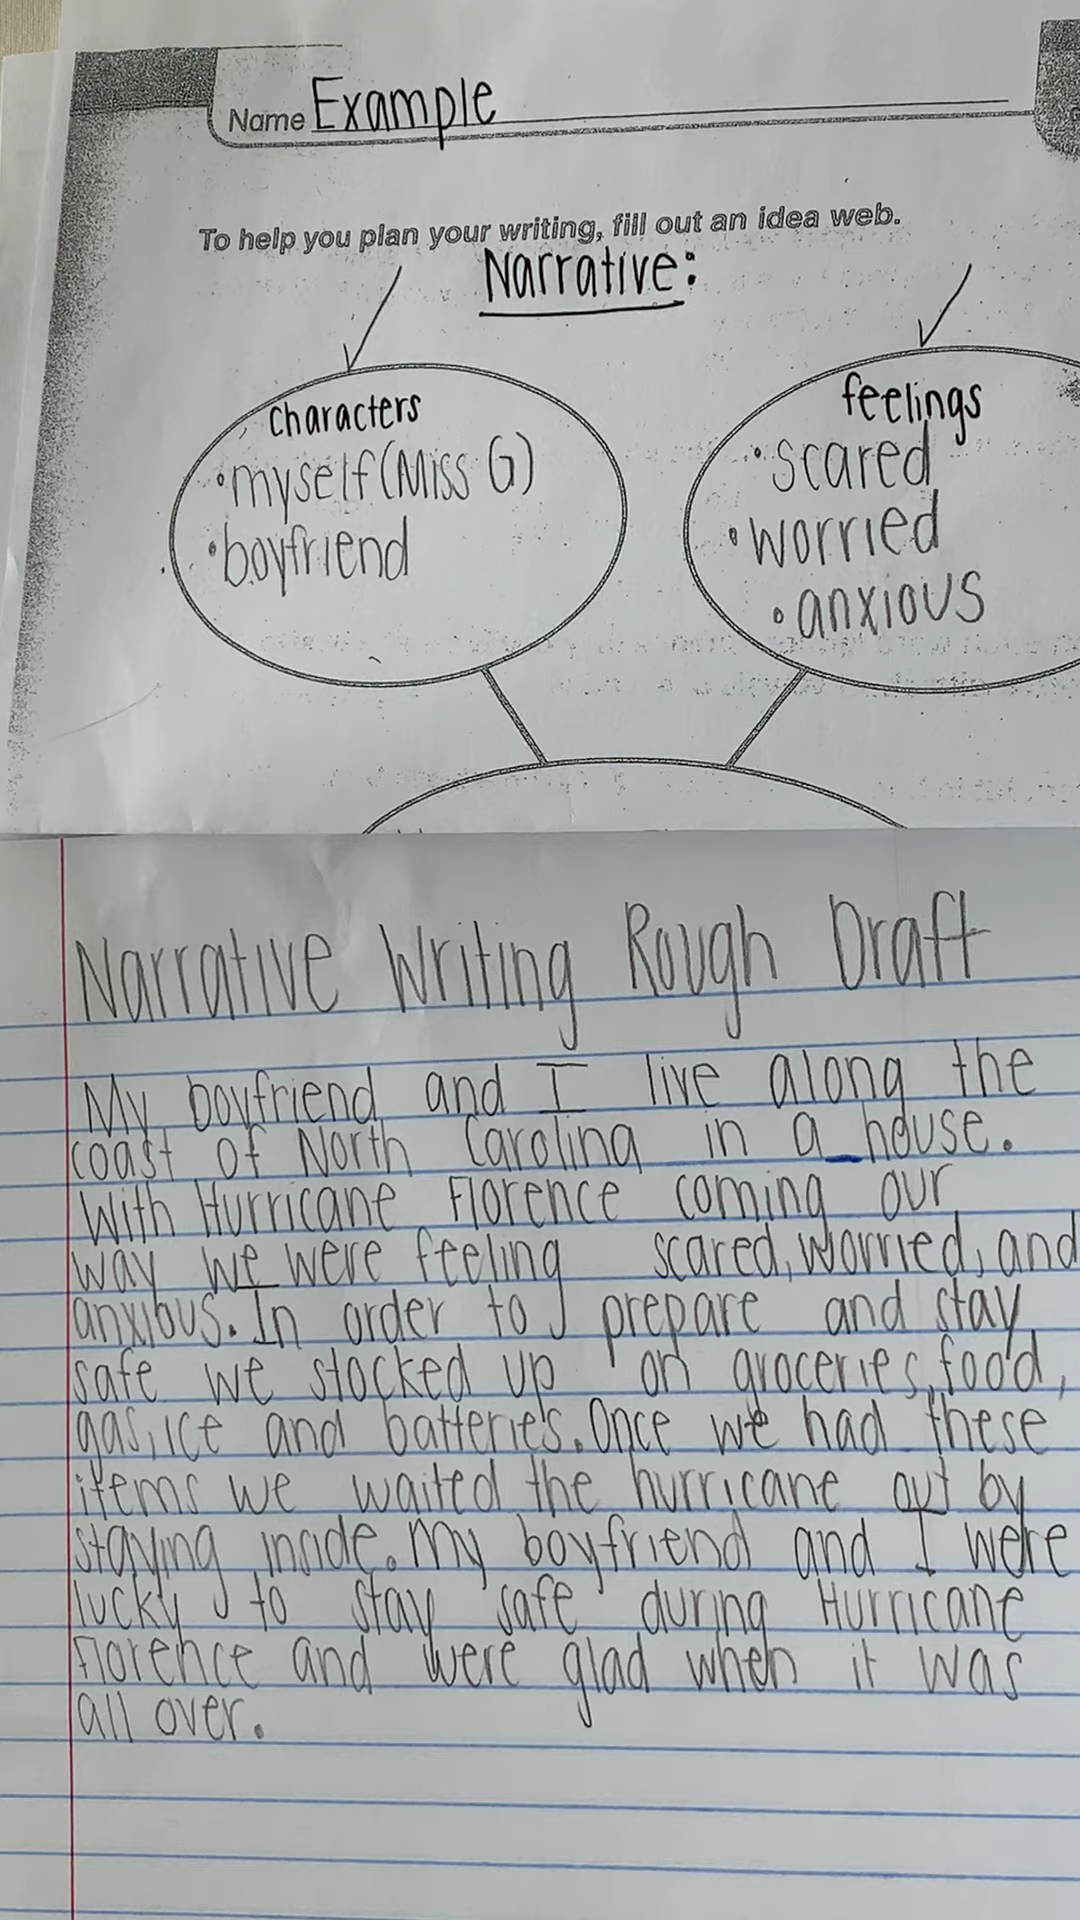 Name Example
To help you plan your writing, fill out an idea web.
Narrative:
Characters
•myself(Miss G)
•boyfriend
feelings
•scared
•worried
•anxious
Narrative Writing Rough Draft
My boyfriend and I live along the
coast of North Carolina in a house.
With Hurricane Florence coming our
way we were feeling scared, worried, and
anxious. In order to prepare and stay
safe we stocked up on groceries, food,
gas, ice and batteries. Once we had these
items we waited the hurricane out by
staying inside. My boyfriend and I were
lucky to stay safe during Hurricane
Florence and were glad when it was
all over.